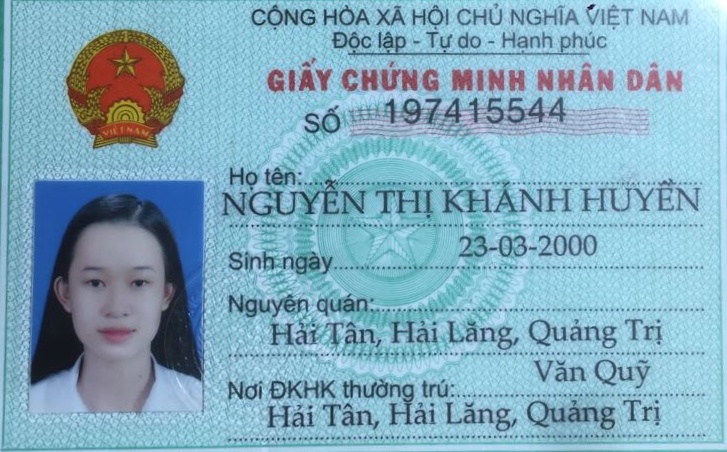 CỘNG HÒA XÃ HỘI CHỦ NGHĨA VIỆT NAM
Độc lập - Tự do - Hạnh phúc
GIẤY CHỨNG MINH NHÂN DÂN
SỐ 197415544
Họ tên:
NGUYỄN THỊ KHÁNH HUYỀN
Sinh ngày 23-03-2000
Nguyên quán:
Hải Tân, Hải Lăng, Quảng Trị
Văn Quỹ
Nơi ĐKHK thường trú:
Hải Tân, Hải Lăng, Quảng Trị
VIỆT NAM